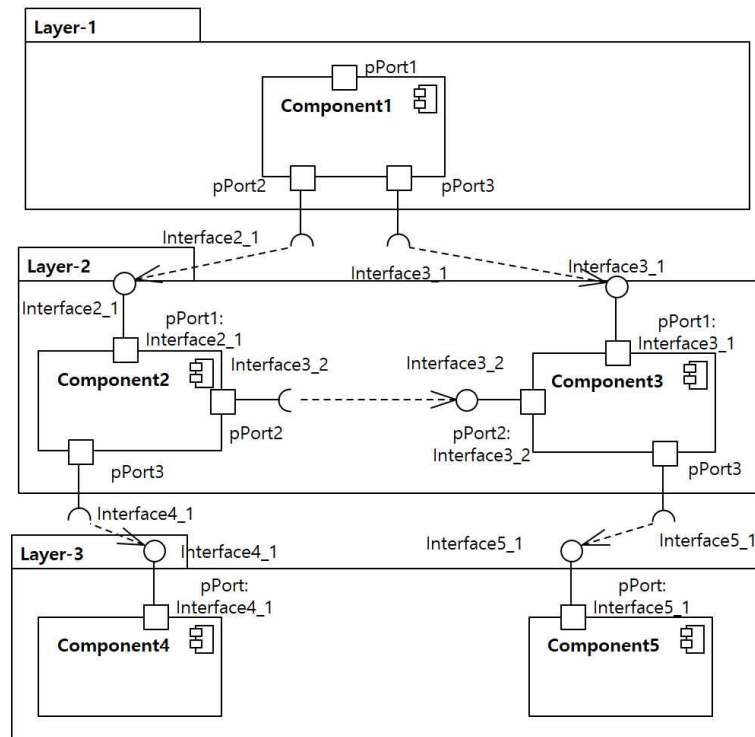 Layer-1
pPort1
Component1
pPort2
pPort3
Interface2_1
Layer-2
Interface3_1
Interface3_1
Interface2_1
pPort1:
Interface2_1
pPort1:
Interface3_1
Component2
Interface3_2
Interface3_2
Component3
pPort2
pPort2:
Interface3_2
pPort3
pPort3
Interface4_1
Layer-3
Interface4_1
Interface5_1
Interface5_1
pPort:
Interface4_1
pPort:
Interface5_1
Component4
Component5